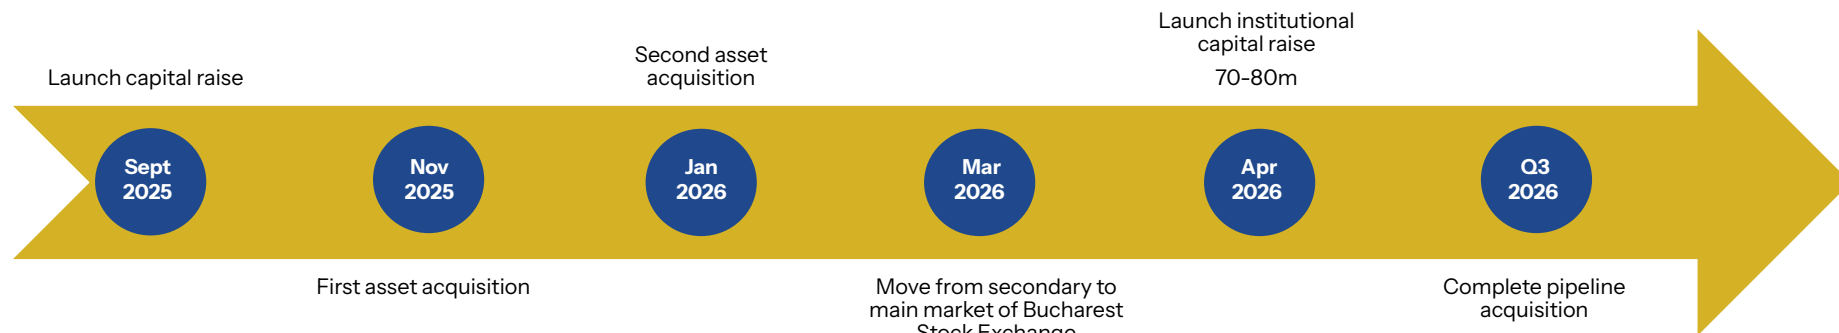 Launch capital raise
Sept
2025
Nov
2025
First asset acquisition
Second asset
acquisition
Jan
2026
Mar
2026
Move from secondary to
main market of Bucharest
Stock Exchange
Launch institutional
capital raise
70-80m
Apr
2026
Q3
2026
Complete pipeline
acquisition